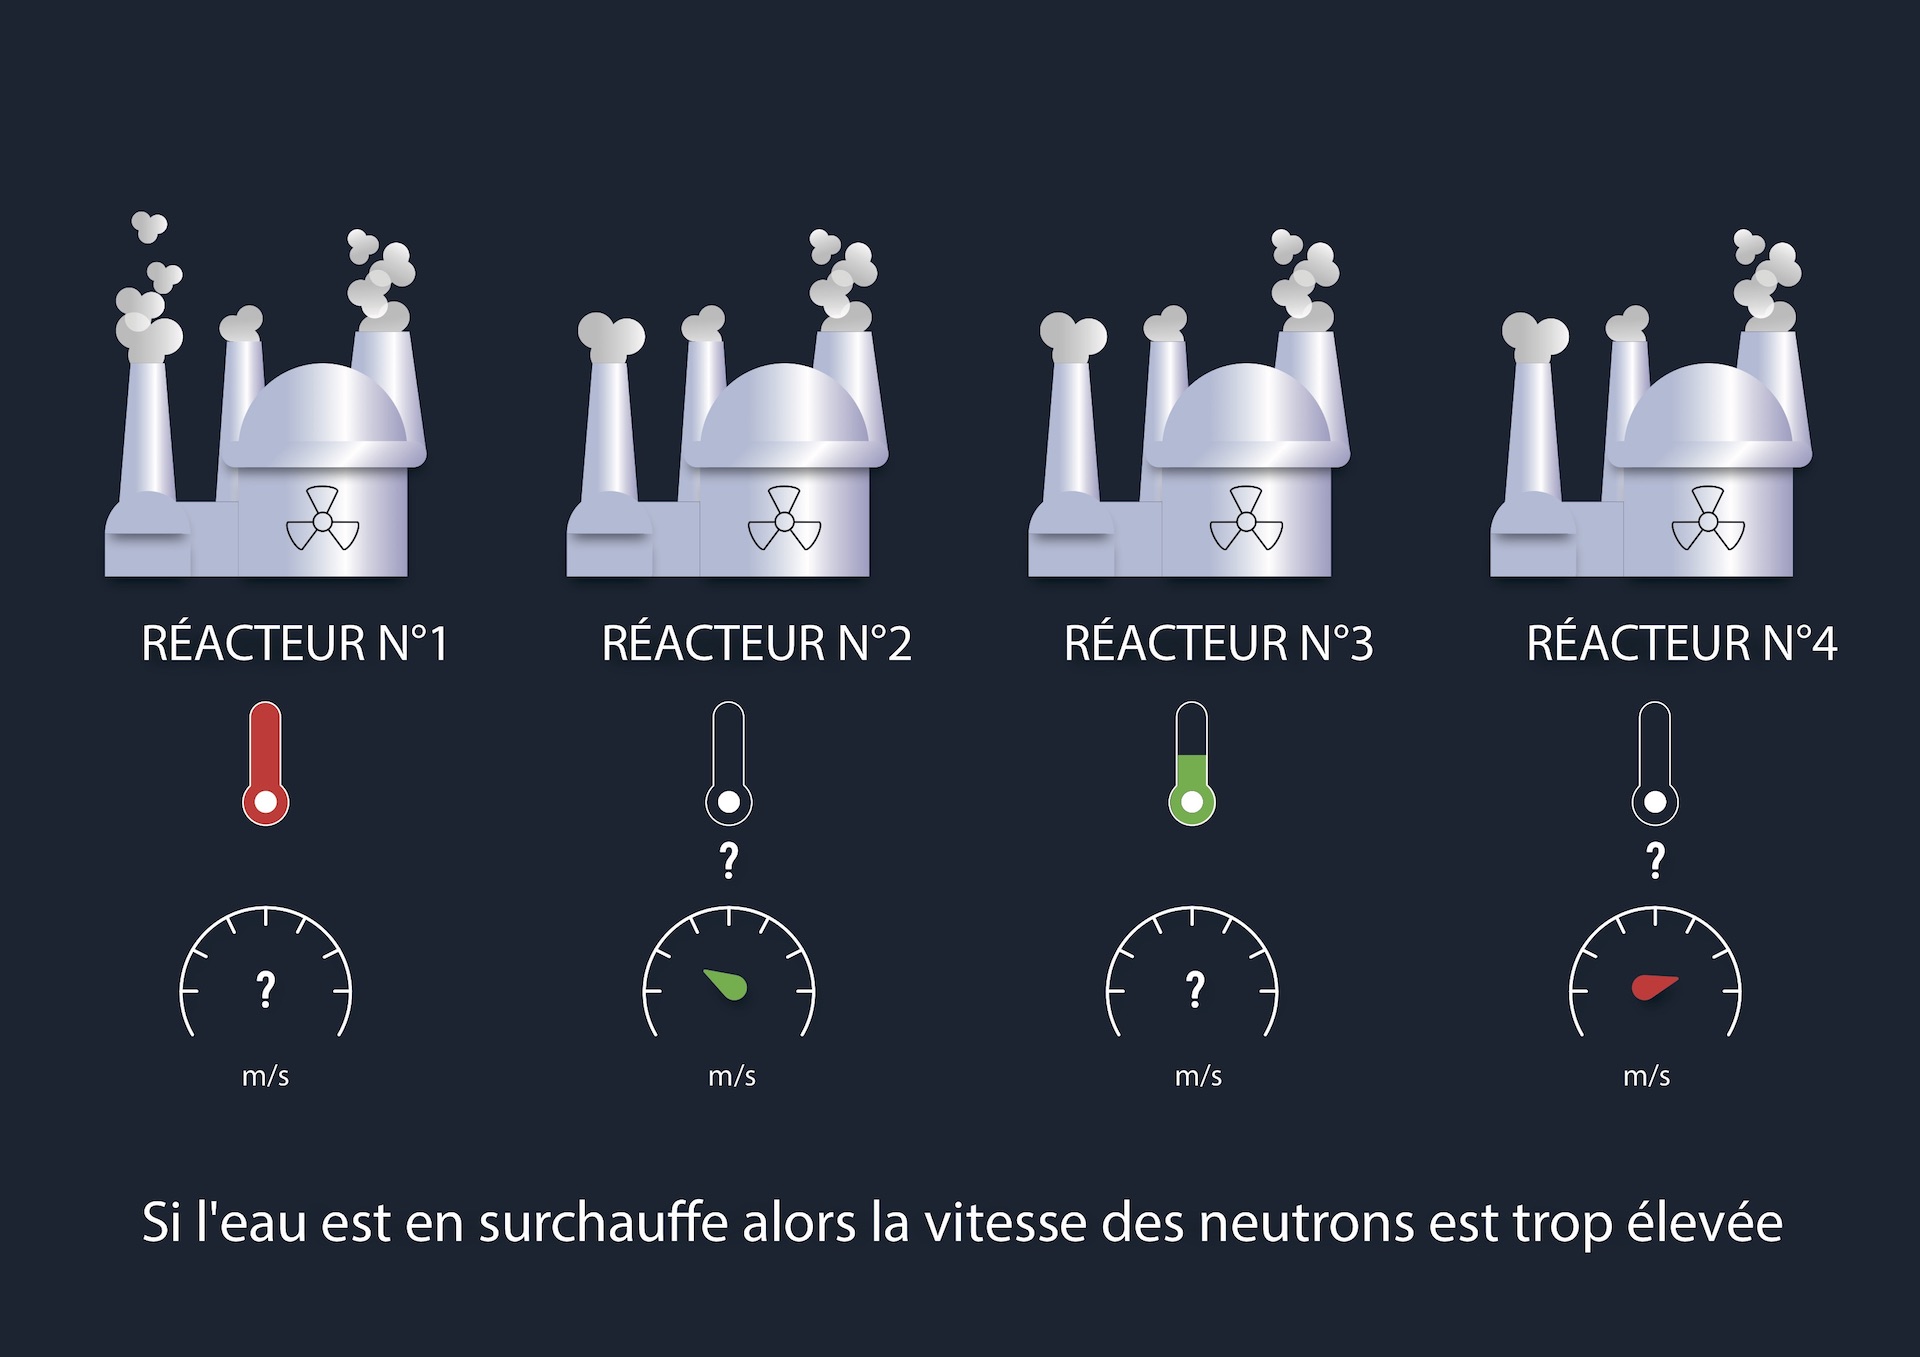 RÉACTEUR N°1
RÉACTEUR N°2
RÉACTEUR N°3
RÉACTEUR N°4
?
?
?
?
m/s
m/s
m/s
m/s
Si l'eau est en surchauffe alors la vitesse des neutrons est trop élevée